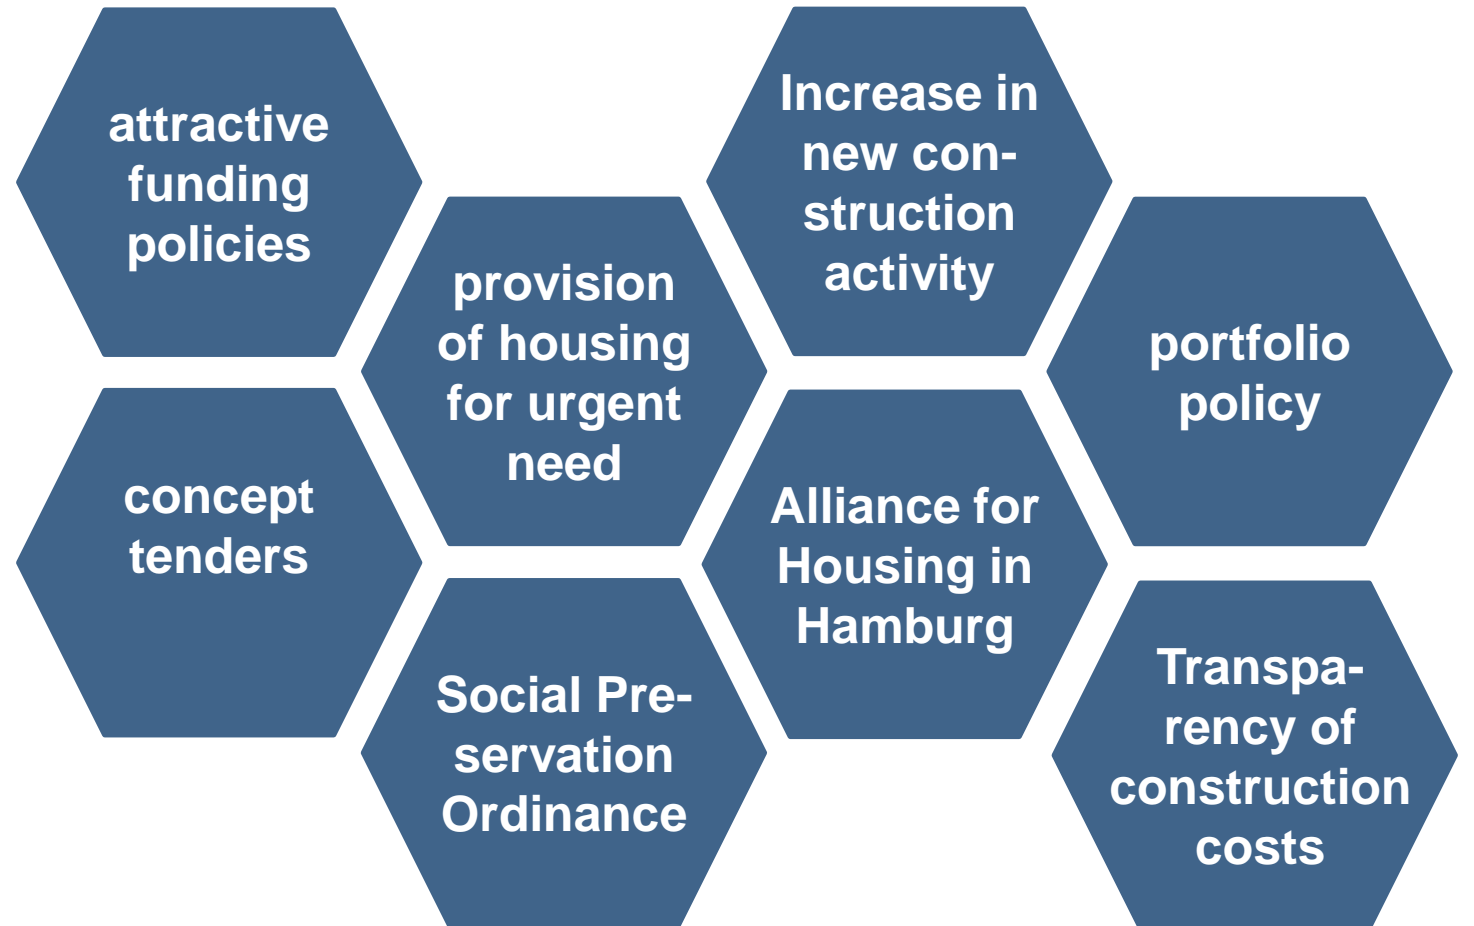 attractive
funding
policies
provision
of housing
for urgent
need
Increase in
new con-
struction
activity
portfolio
policy
concept
tenders
Social Pre-
servation
Ordinance
Alliance for
Housing in
Hamburg
Transpa-
rency of
construction
costs